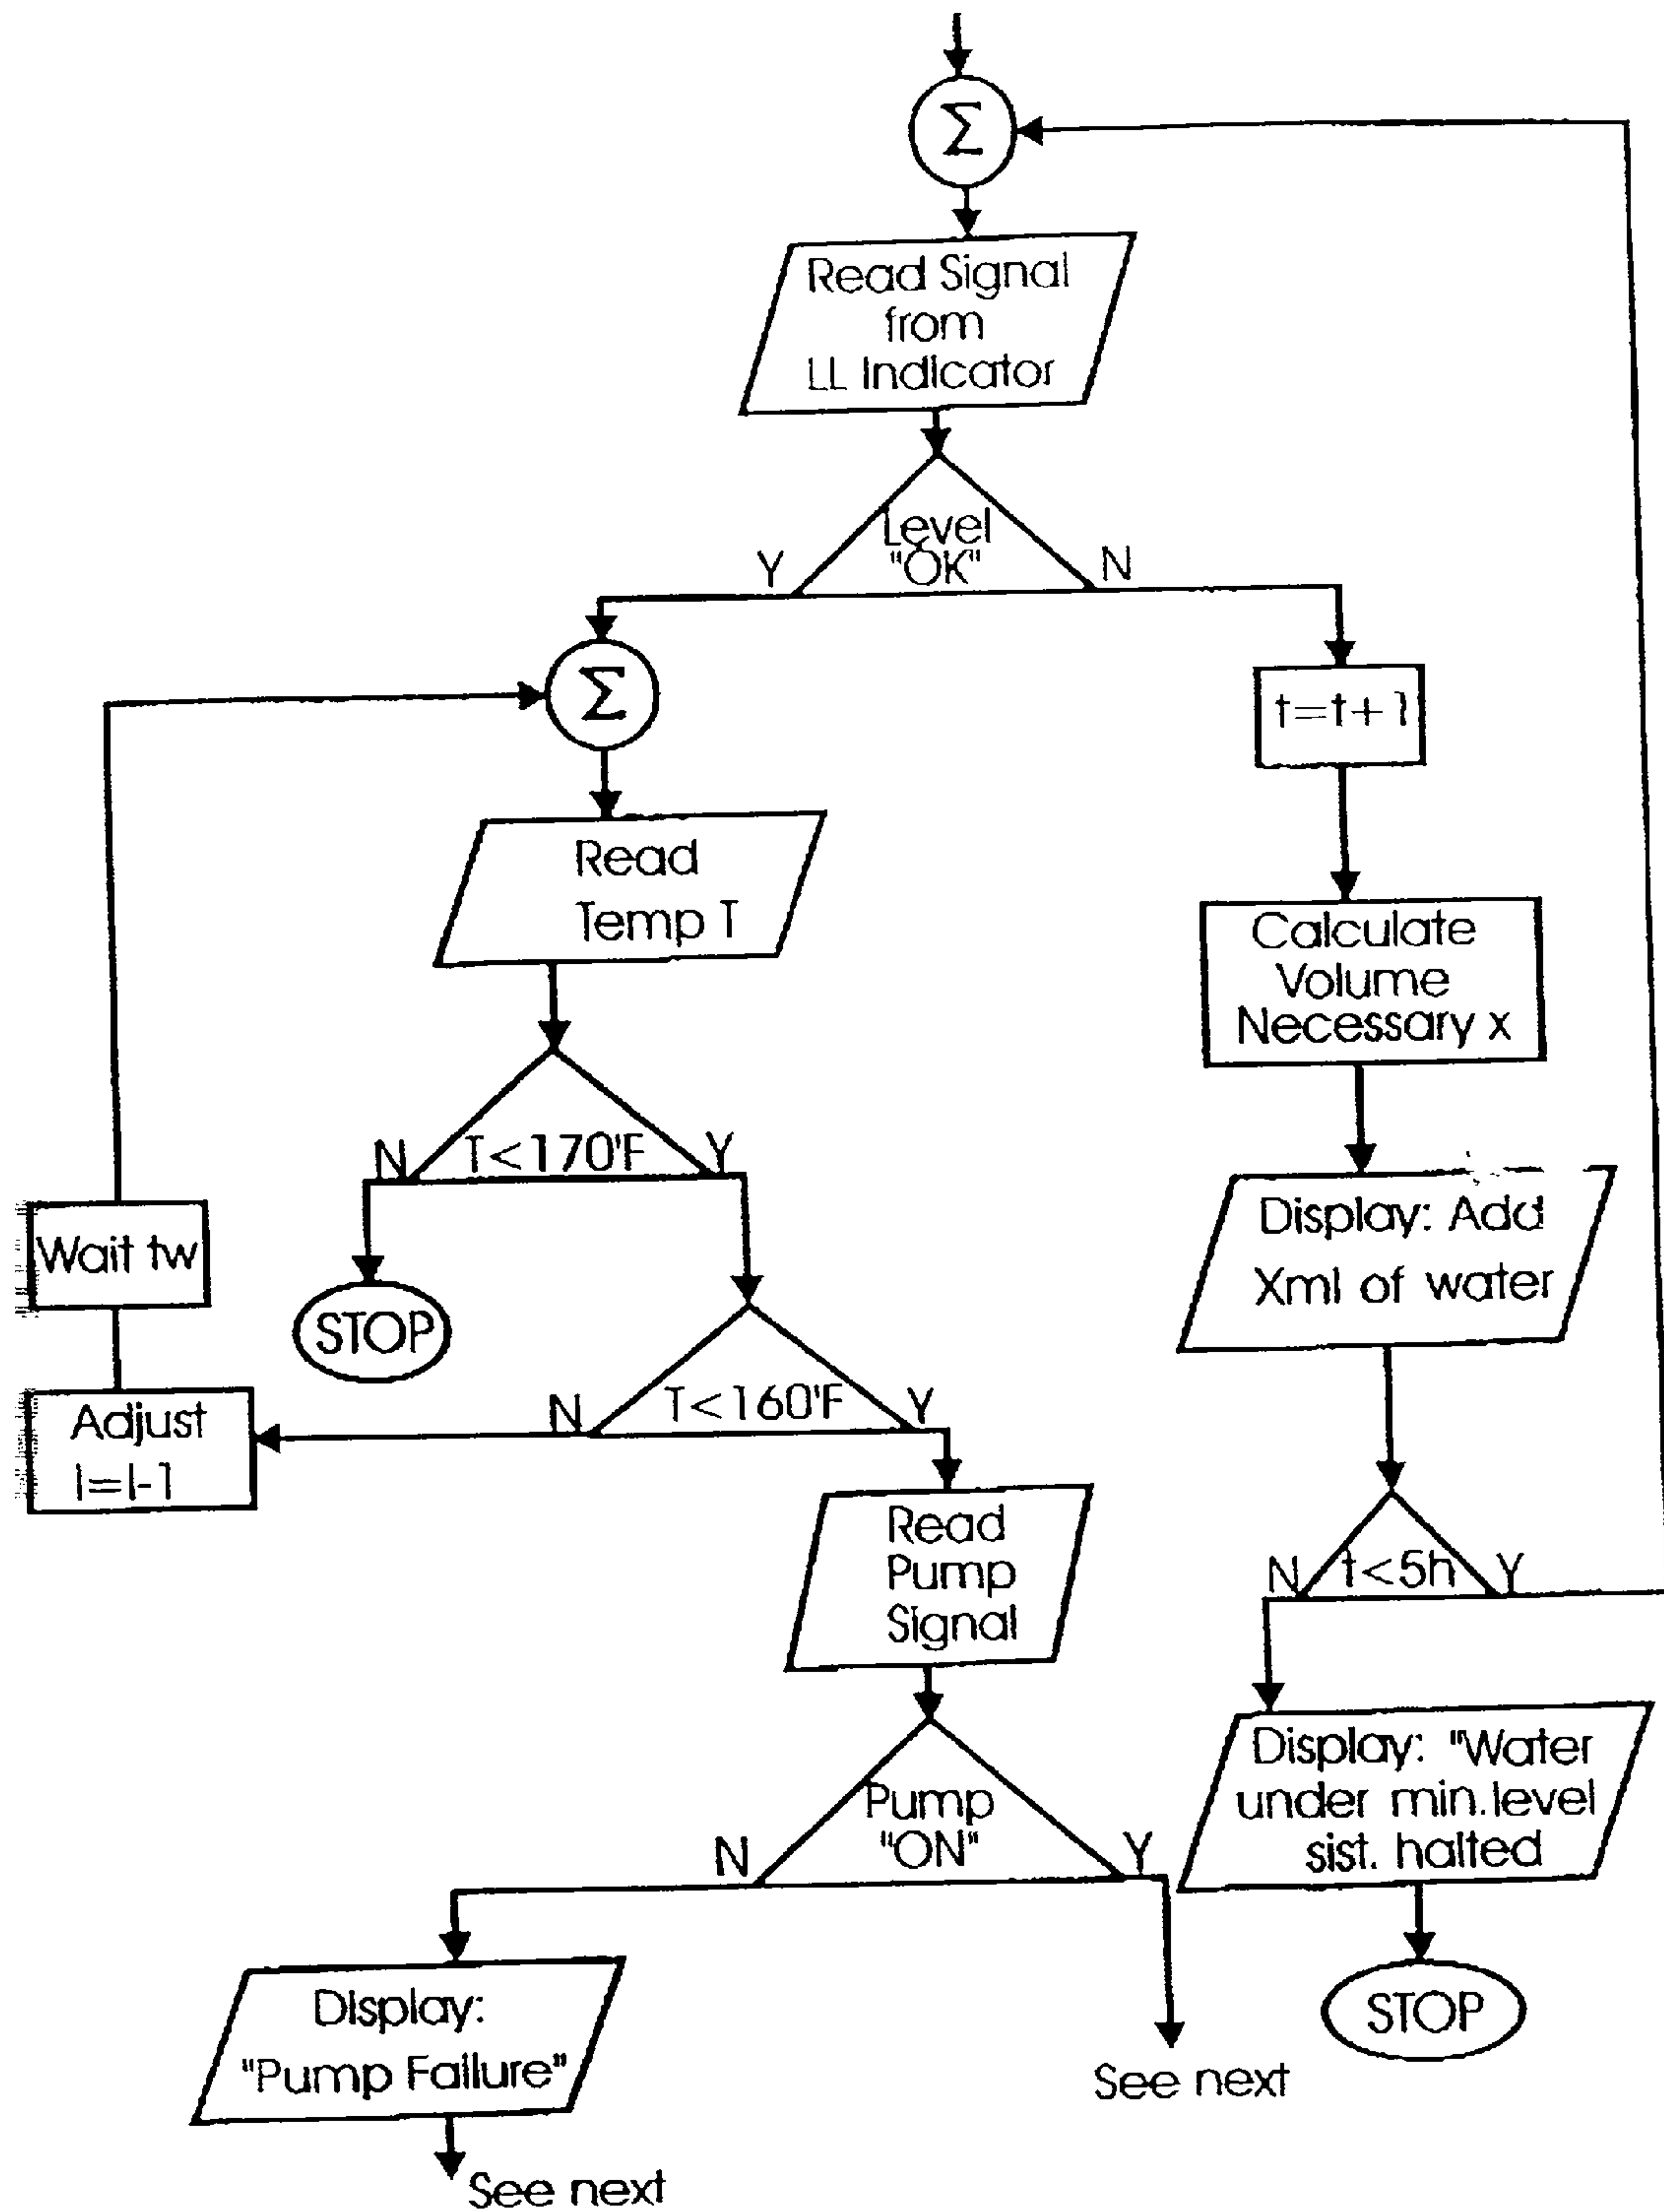 Σ
Read Signal
from
LL Indicator
Level
"OK"
Y
N
Σ
t=t+1
Read
Temp T
Calculate
Volume
Necessary x
T<170'F
N
Y
Display: Add
Xml of water
Wait tw
STOP
T<160'F
N
Y
Adjust
I=I-1
Read
Pump
Signal
t<5h
N
Y
Display: "Water
under min.level
sist. halted
Pump
"ON"
N
Y
STOP
Display:
"Pump Failure"
See next
See next